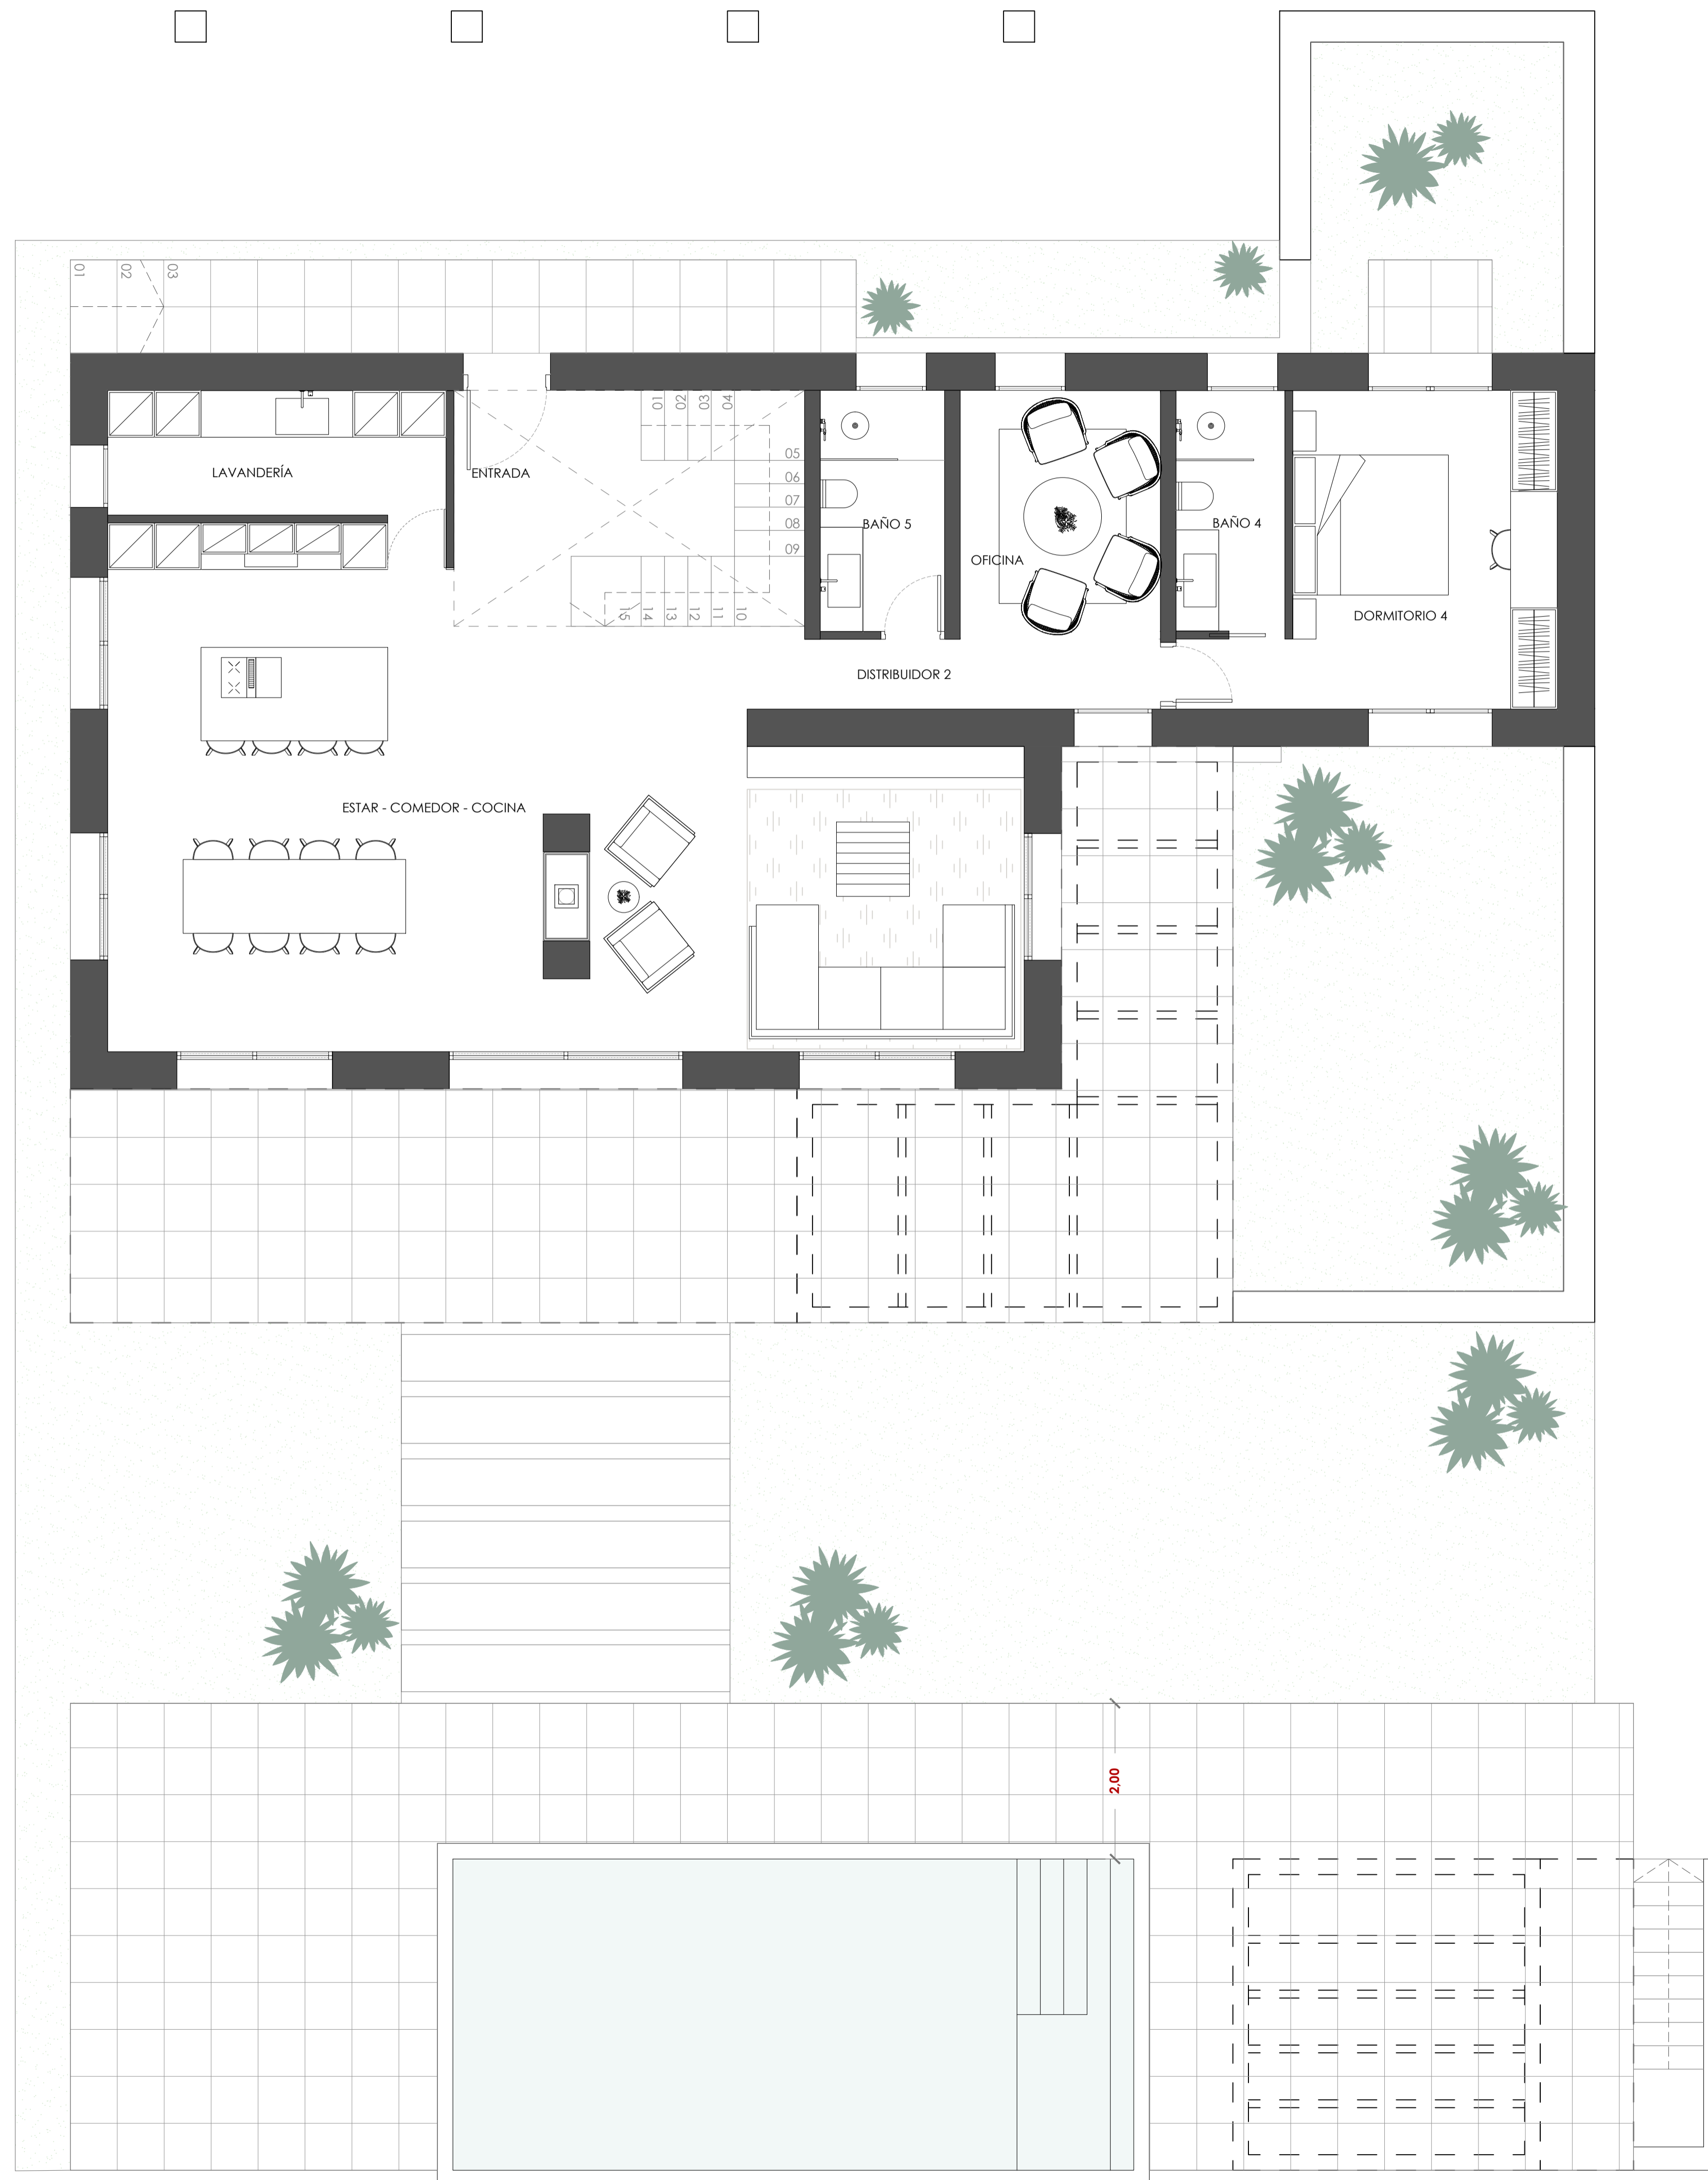 01
02
03
01
02
03
04
05
06
07
08
09
10
11
12
13
14
15
LAVANDERÍA
ENTRADA
BAÑO 5
OFICINA
BAÑO 4
DORMITORIO 4
DISTRIBUIDOR 2
ESTAR - COMEDOR - COCINA
2,00